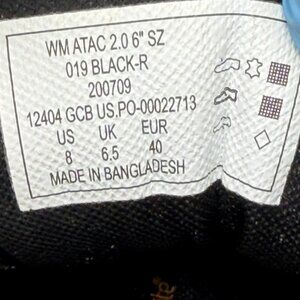 WM ATAC 2.0 6" SZ
019 BLACK-R
200709
12404 GCB US.PO-00022713
US UK EUR
8 6.5 40
MADE IN BANGLADESH